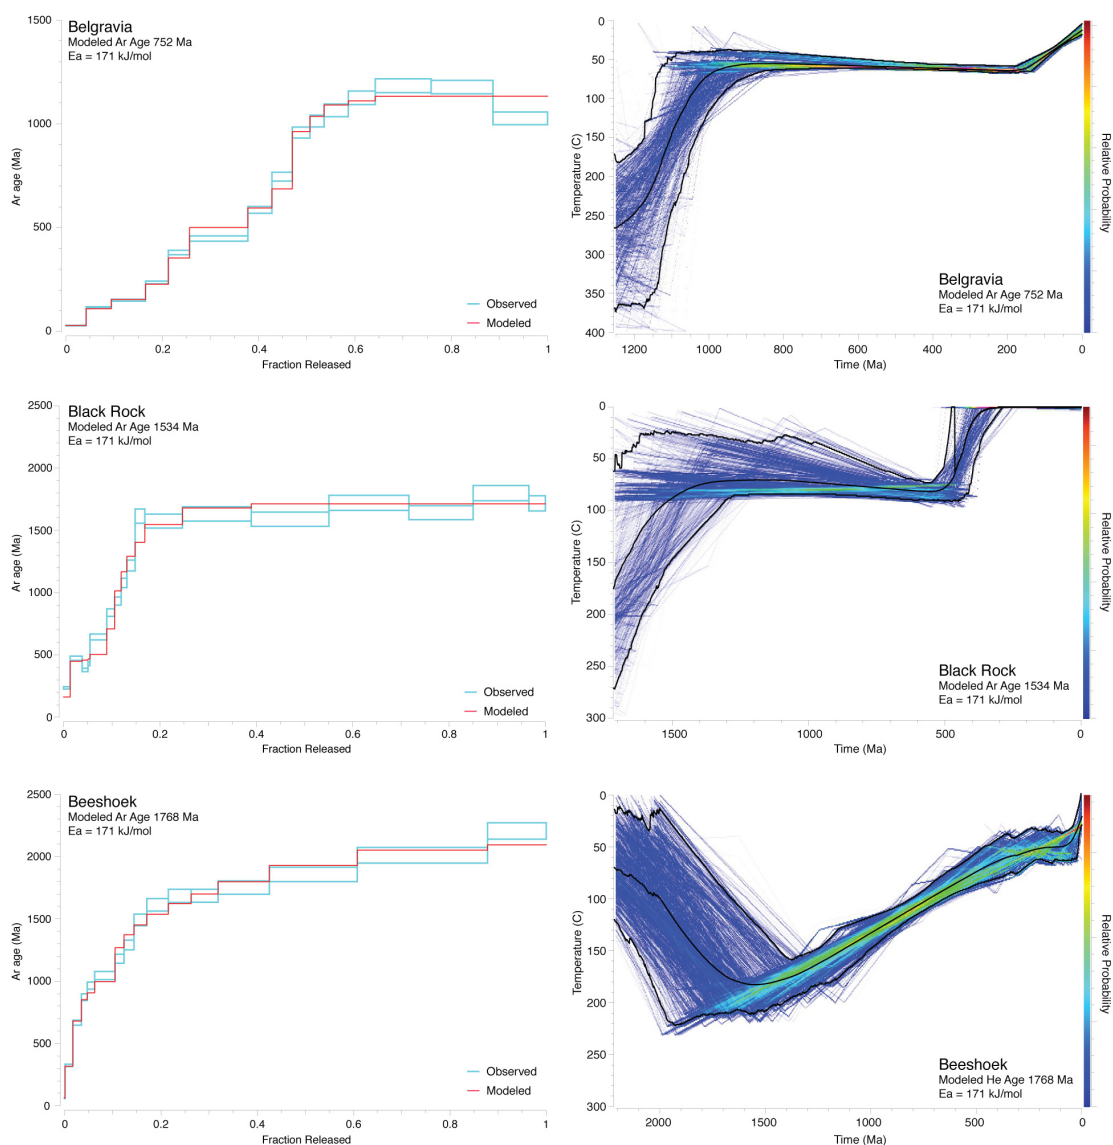 Belgravia
Modeled Ar Age 752 Ma
Ea = 171 kJ/mol
1500
1000
500
0
Ar age (Ma)
0
0.2
0.4
0.6
0.8
1
Fraction Released
Observed
Modeled
0
50
100
150
200
250
300
350
400
Temperature (C)
1200
1000
800
600
400
200
0
Time (Ma)
Belgravia
Modeled Ar Age 752 Ma
Ea = 171 kJ/mol
Relative Probability
Black Rock
Modeled Ar Age 1534 Ma
Ea = 171 kJ/mol
2500
2000
1500
1000
500
0
Ar age (Ma)
0
0.2
0.4
0.6
0.8
1
Fraction Released
Observed
Modeled
0
50
100
150
200
250
300
Temperature (C)
1500
1000
500
0
Time (Ma)
Black Rock
Modeled Ar Age 1534 Ma
Ea = 171 kJ/mol
Relative Probability
Beeshoek
Modeled Ar Age 1768 Ma
Ea = 171 kJ/mol
2500
2000
1500
1000
500
0
Ar age (Ma)
0
0.2
0.4
0.6
0.8
1
Fraction Released
Observed
Modeled
0
50
100
150
200
250
300
Temperature (C)
2000
1500
1000
500
0
Time (Ma)
Beeshoek
Modeled He Age 1768 Ma
Ea = 171 kJ/mol
Relative Probability